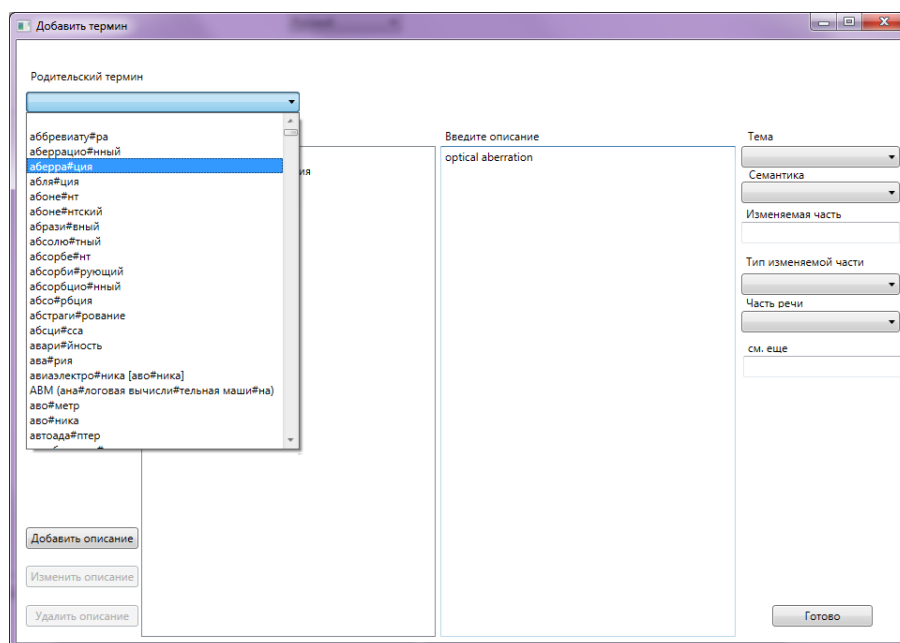 Добавить термин
Родительский термин
аббревиату#ра
аберрацио#нный
аберра#ция
абля#ция
абоне#нт
абоне#нтский
абрази#вный
абсолю#тный
абсорбе#нт
абсорби#рующий
абсорбцио#нный
абсо#рбция
абстраги#рование
абсци#сса
авари#йность
ава#рия
авиаэлектро#ника [аво#ника]
АВМ (ана#логовая вычисли#тельная маши#на)
аво#метр
аво#ника
автоада#птер
ия
Введите описание
optical aberration
Тема
Семантика
Изменяемая часть
Тип изменяемой части
Часть речи
см. еще
Добавить описание
Изменить описание
Удалить описание
Готово